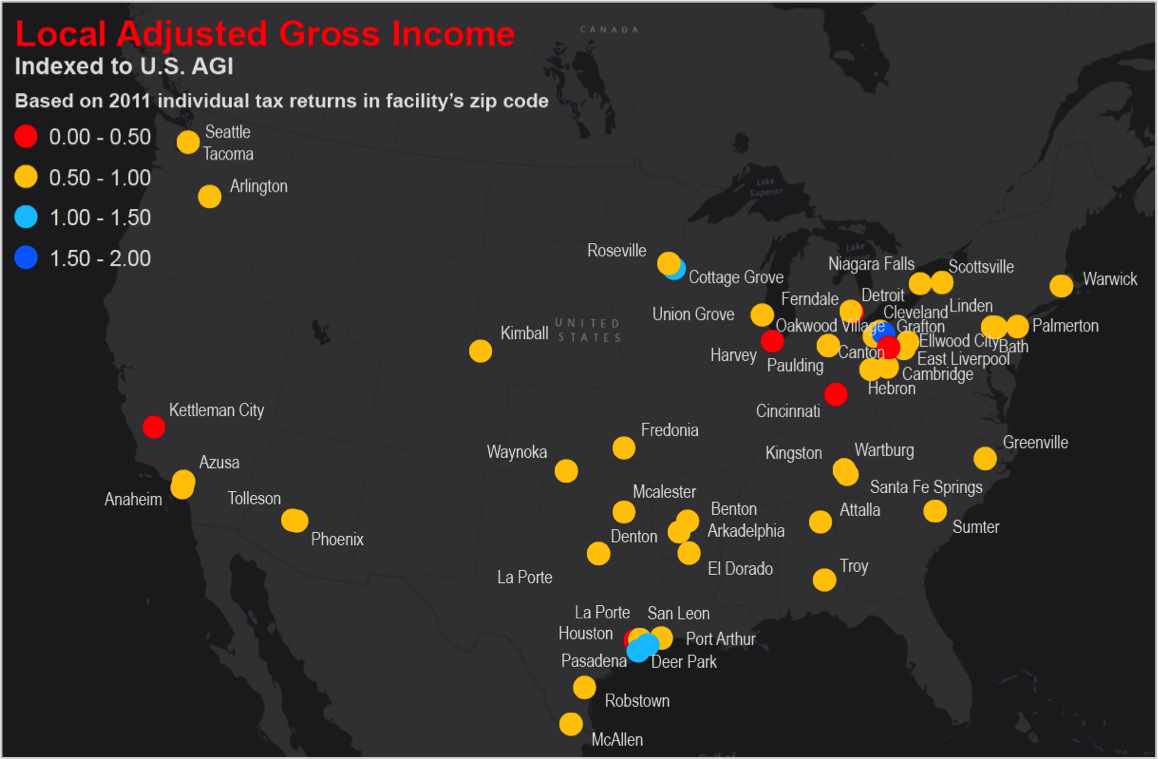 Local Adjusted Gross Income
Indexed to U.S. AGI
Based on 2011 individual tax returns in facility's zip code
0.00 - 0.50
0.50 - 1.00
1.00 - 1.50
1.50 - 2.00
CANADA
Seattle
Tacoma
Arlington
Lake
Superior
Roseville
Cottage Grove
Lake
Niagara Falls
Scottsville
Warwick
Ferndale
Detroit
Linden
Union Grove
Cleveland
UNITED
STATES
Kimball
Oakwood Village
Grafton
Palmerton
Ellwood City
Bath
Harvey
Canton
East Liverpool
Paulding
Cambridge
Hebron
Cincinnati
Kettleman City
Fredonia
Greenville
Waynoka
Kingston
Wartburg
Azusa
Santa Fe Springs
Anaheim
Tolleson
Mcalester
Benton
Attalla
Sumter
Phoenix
Denton
Arkadelphia
El Dorado
Troy
La Porte
La Porte
San Leon
Houston
Port Arthur
Pasadena
Deer Park
Robstown
McAllen
Gulf of